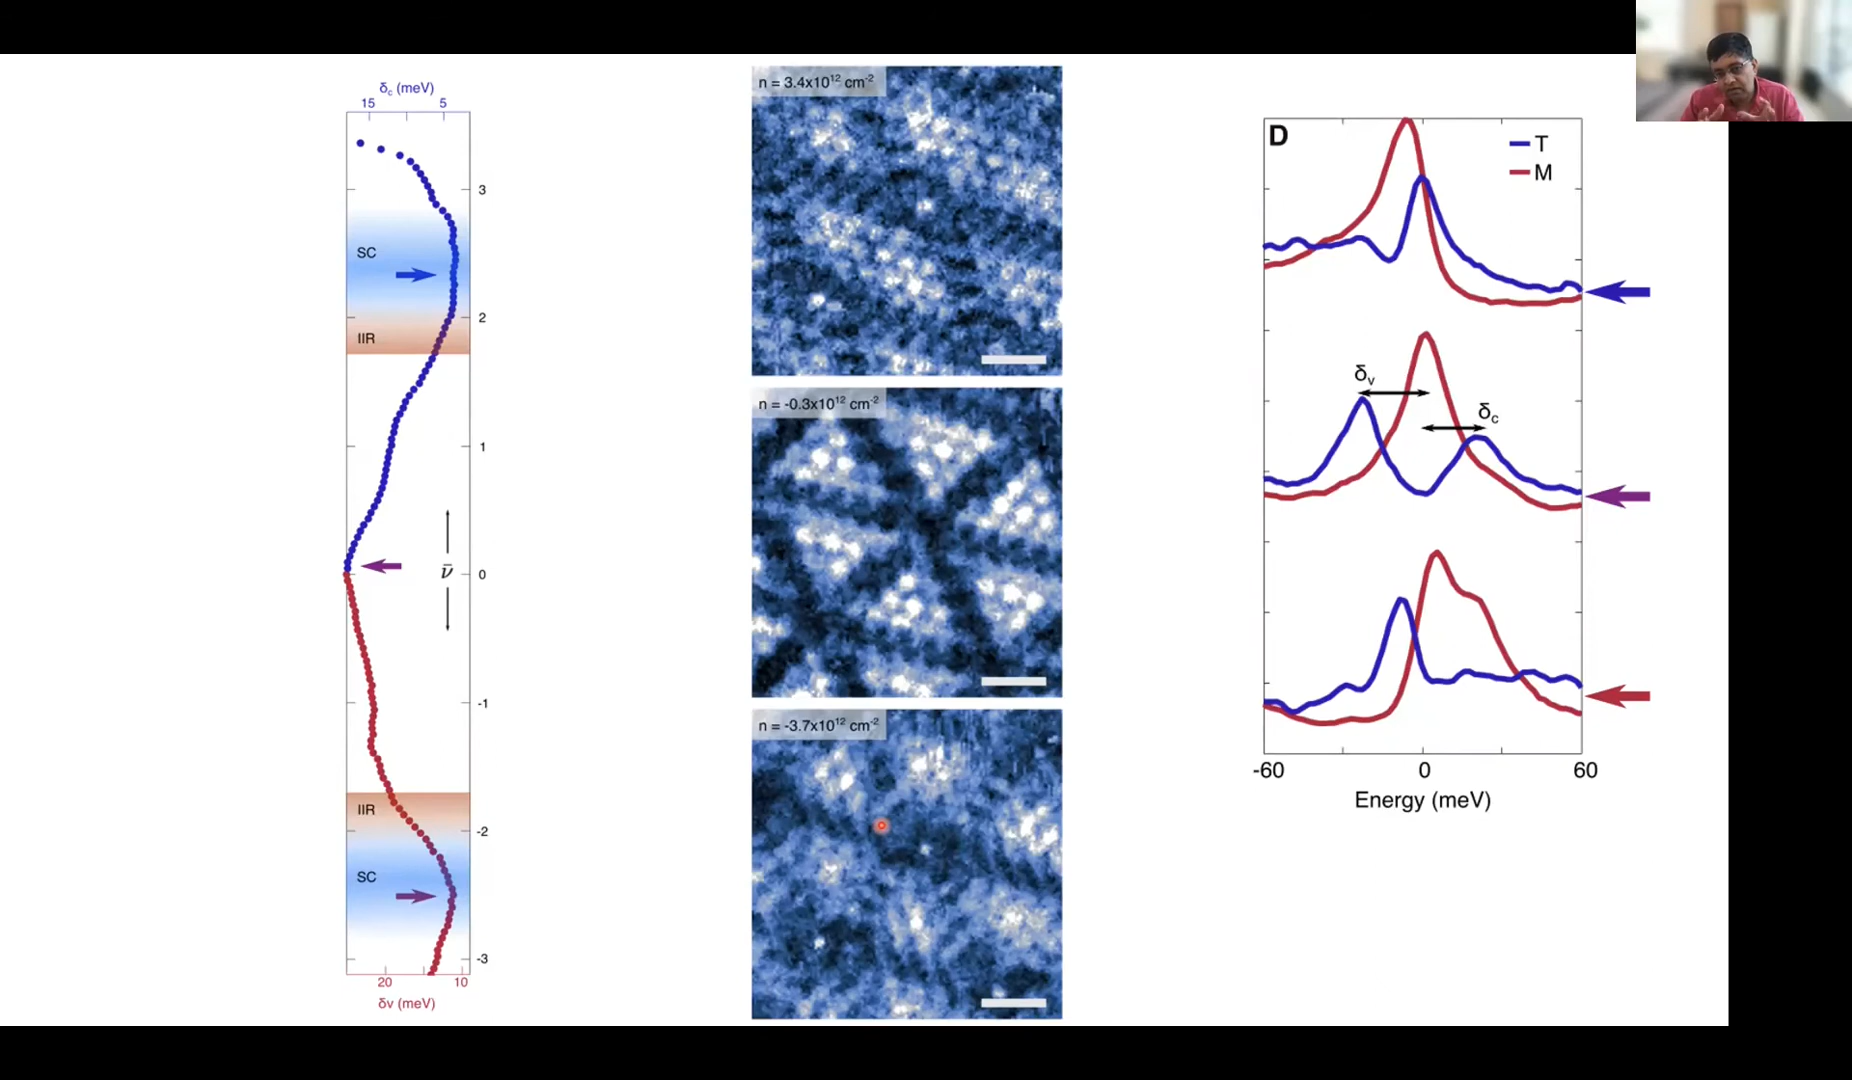 δc (meV)
15 5
3
SC
2
IIR
1
ν̄
0
-1
IIR
-2
SC
-3
20 10
δv (meV)
n = 3.4x10¹² cm⁻²
n = -0.3x10¹² cm⁻²
n = -3.7x10¹² cm⁻²
D
T
M
δv
δc
-60 0 60
Energy (meV)